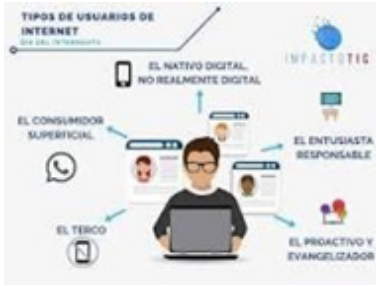 TIPOS DE USUARIOS DE
INTERNET
DÍA DEL INTERNAUTA
IMPACTOTIC
EL NATIVO DIGITAL,
NO REALMENTE DIGITAL
EL CONSUMIDOR
SUPERFICIAL
EL ENTUSIASTA
RESPONSABLE
EL TERCO
EL PROACTIVO Y
EVANGELIZADOR